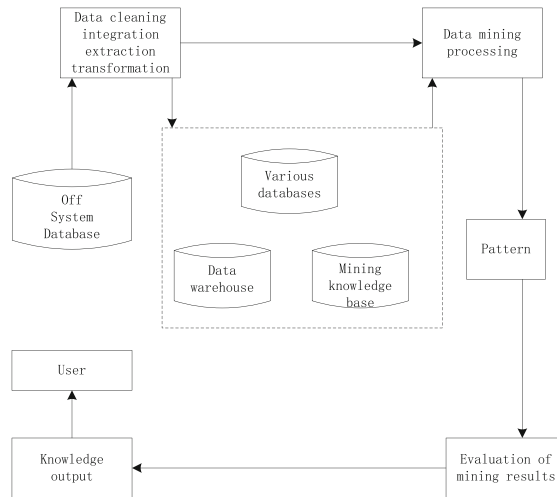 Data cleaning
integration
extraction
transformation
Data mining
processing
Various
databases
Off
System
Database
Data
warehouse
Mining
knowledge
base
Pattern
User
Knowledge
output
Evaluation of
mining results